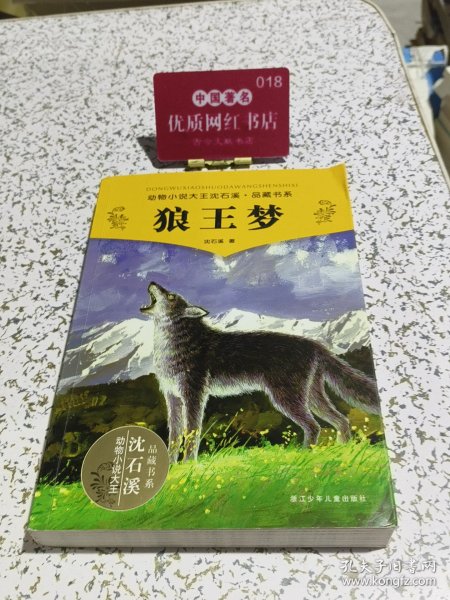 018
中国著名
优质网红书店
DONGWUXIAOSHUODAWANGSHENSHIXI
动物小说大王沈石溪·品藏书系
狼王梦
沈石溪 著
品藏书系
沈石溪
动物小说大王
浙江少年儿童出版社
孔夫子旧书网
www.kongfz.com